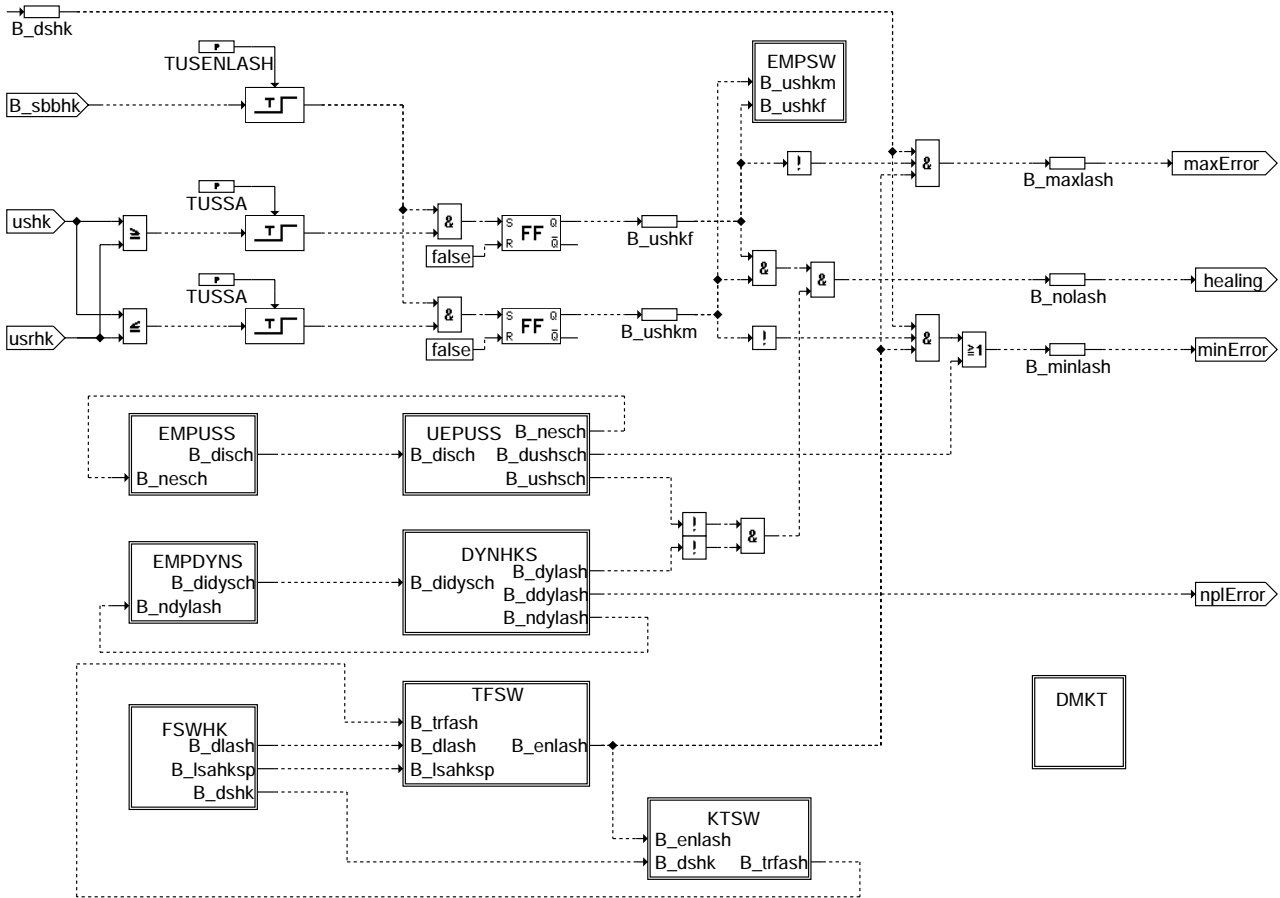 B_dshk
P
TUSENLASH
EMPSW
B_ushkm
B_ushkf
B_sbbhk
T
!
&
maxError
B_maxlash
P
TUSSA
ushk
≥
T
&
S Q
FF
R Q
B_ushkf
false
&
&
healing
B_nolash
P
TUSSA
usrhk
≤
T
&
S Q
FF
R Q
B_ushkm
false
!
&
≥1
minError
B_minlash
EMPUSS
B_disch
B_nesch
UEPUSS
B_nesch
B_disch
B_dushsch
B_ushsch
!
!
&
EMPDYNS
B_didysch
B_ndylash
DYNHKS
B_dylash
B_didysch
B_ddylash
B_ndylash
nplError
TFSW
B_trfash
B_dlash
B_enlash
B_lsahksp
DMKT
FSWHK
B_dlash
B_lsahksp
B_dshk
KTSW
B_enlash
B_dshk
B_trfash